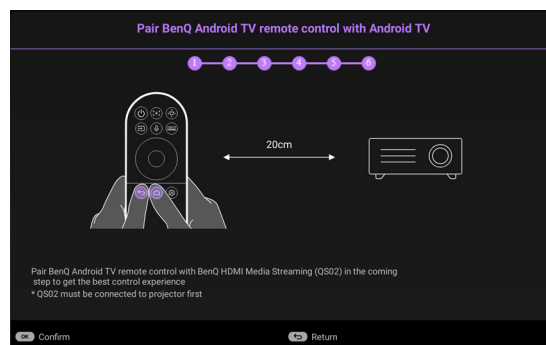 Pair BenQ Android TV remote control with Android TV
1 2 3 4 5 6
20cm
Pair BenQ Android TV remote control with BenQ HDMI Media Streaming (QS02) in the coming
step to get the best control experience
* QS02 must be connected to projector first
OK Confirm
Return